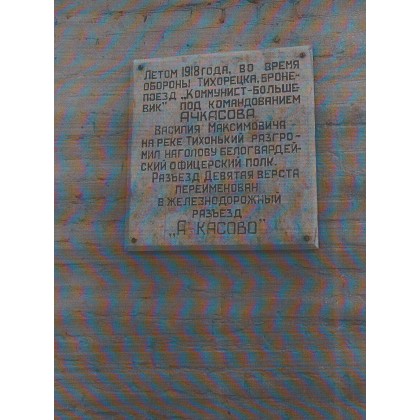 Летом 1918 года, во время
обороны Тихорецка, броне-
поезд „Коммунист-больше-
вик" под командованием
Ачкасова
Василия Максимовича -
на реке Тихонький разгро-
мил наголову белогвардей-
ский офицерский полк.
Разъезд Девятая верста
переименован
в железнодорожный
разъезд
„А касово"